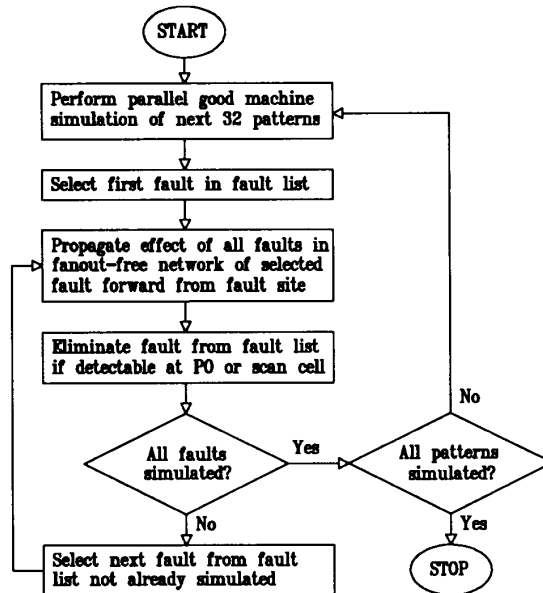 START
Perform parallel good machine
simulation of next 32 patterns
Select first fault in fault list
Propagate effect of all faults in
fanout-free network of selected
fault forward from fault site
Eliminate fault from fault list
if detectable at PO or scan cell
All faults
simulated?
Yes
No
All patterns
simulated?
No
Yes
Select next fault from fault
list not already simulated
STOP